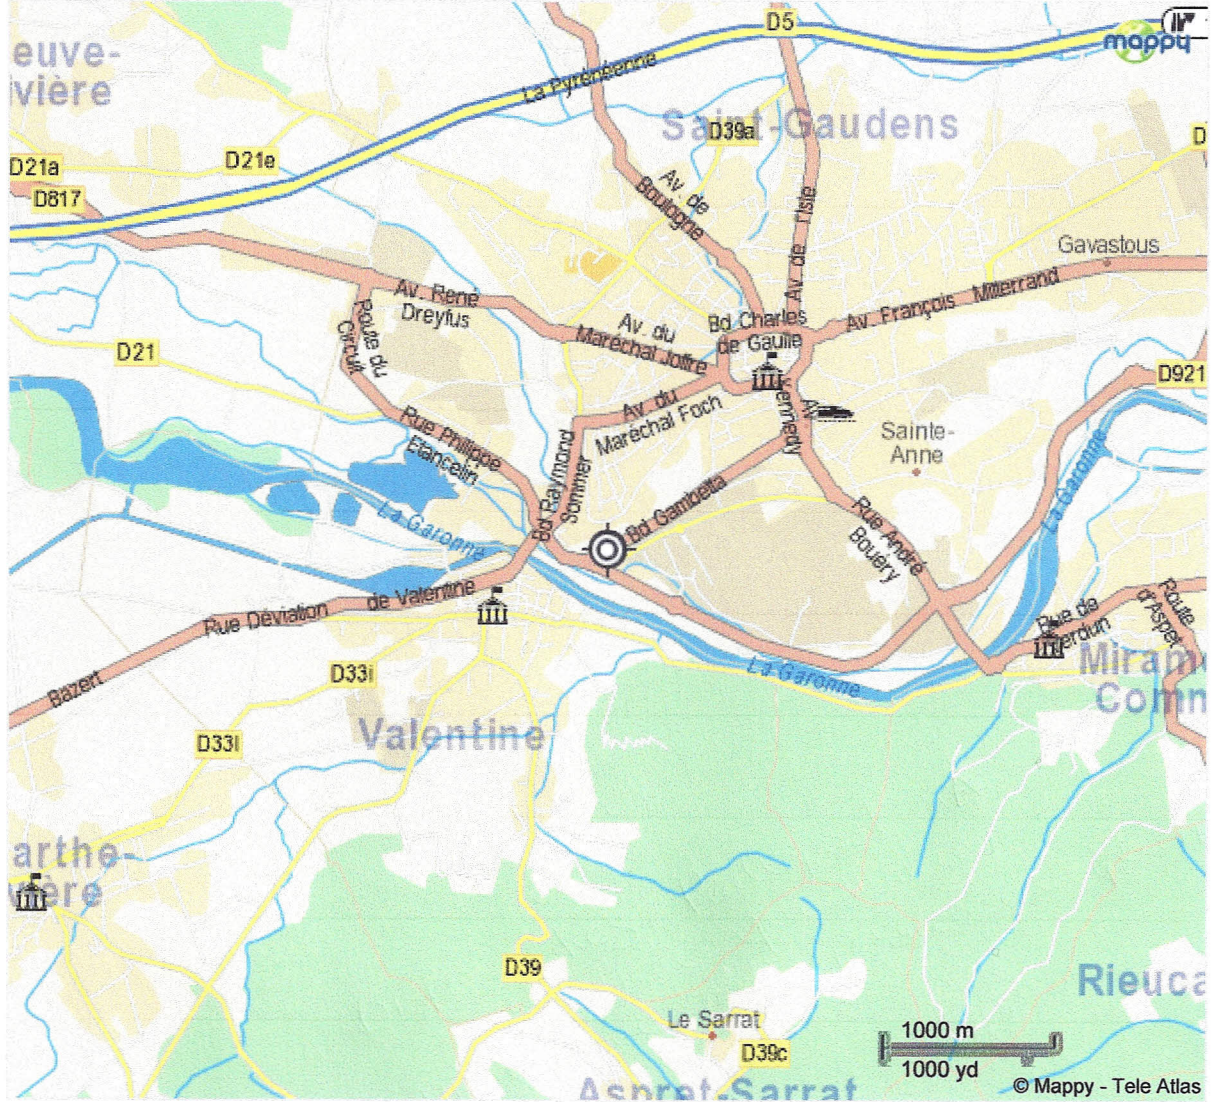 D5
mappy
euve-
vière
La Pyrénéenne
Saint-Gaudens
D39a
D
D21a
D21e
D817
Av. de
Boulogne
Av. de l'Isle
Gavastous
Av. René
Dreyfus
Av. François Mitterrand
Route du
Circuit
Av. du
Maréchal Joffre
Bd Charles
de Gaulle
D21
D921
Av. du
Maréchal Foch
Av.
Kennedy
Rue Philippe
Etancelin
Bd Raymond
Sommer
Sainte-
Anne
La Garonne
Bd Gambetta
La Garonne
Rue André
Bouéry
Rue Déviation de Valentine
Rue de
Verdun
Route
d'Aspet
Bazert
D33i
La Garonne
Miram
Comm
Valentine
D33l
arthe-
vière
D39
Rieuca
Le Sarrat
D39c
1000 m
1000 yd
Aspret-Sarrat
© Mappy - Tele Atlas